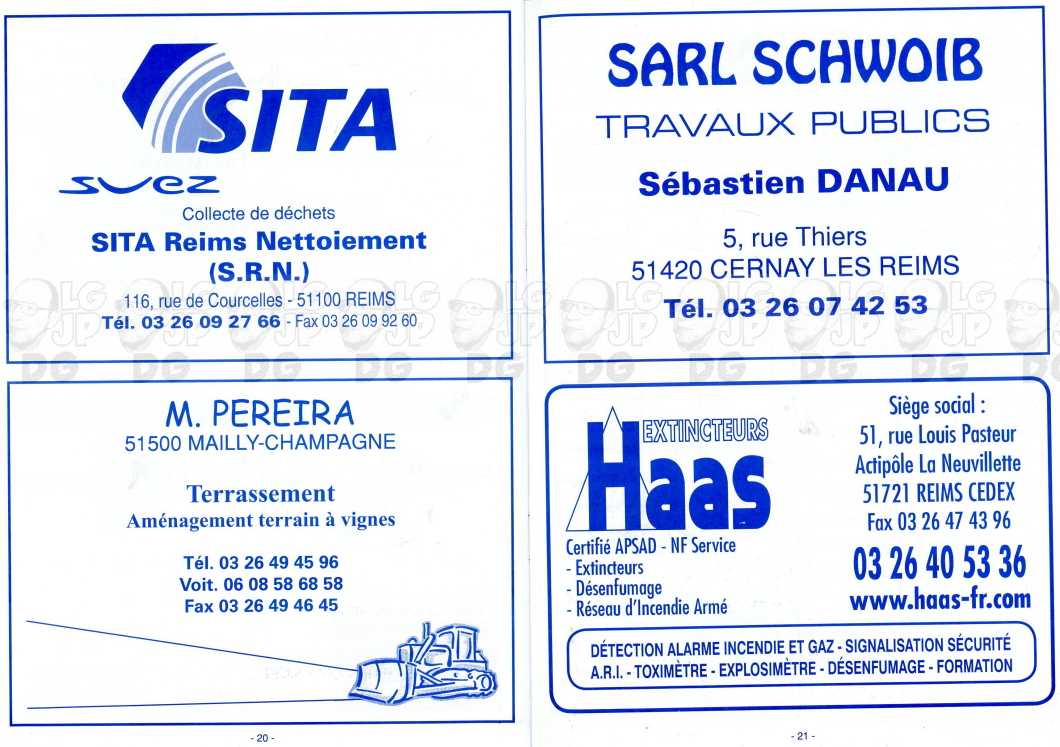 SITA
suez
Collecte de déchets
SITA Reims Nettoiement
(S.R.N.)
116, rue de Courcelles - 51100 REIMS
Tél. 03 26 09 27 66 - Fax 03 26 09 92 60
M. PEREIRA
51500 MAILLY-CHAMPAGNE
Terrassement
Aménagement terrain à vignes
Tél. 03 26 49 45 96
Voit. 06 08 58 68 58
Fax 03 26 49 46 45
- 20 -
SARL SCHWOIB
TRAVAUX PUBLICS
Sébastien DANAU
5, rue Thiers
51420 CERNAY LES REIMS
Tél. 03 26 07 42 53
EXTINCTEURS
Haas
Certifié APSAD - NF Service
- Extincteurs
- Désenfumage
- Réseau d'Incendie Armé
Siège social :
51, rue Louis Pasteur
Actipôle La Neuvillette
51721 REIMS CEDEX
Fax 03 26 47 43 96
03 26 40 53 36
www.haas-fr.com
DÉTECTION ALARME INCENDIE ET GAZ - SIGNALISATION SÉCURITÉ
A.R.I. - TOXIMÈTRE - EXPLOSIMÈTRE - DÉSENFUMAGE - FORMATION
- 21 -
LG
JP
DG